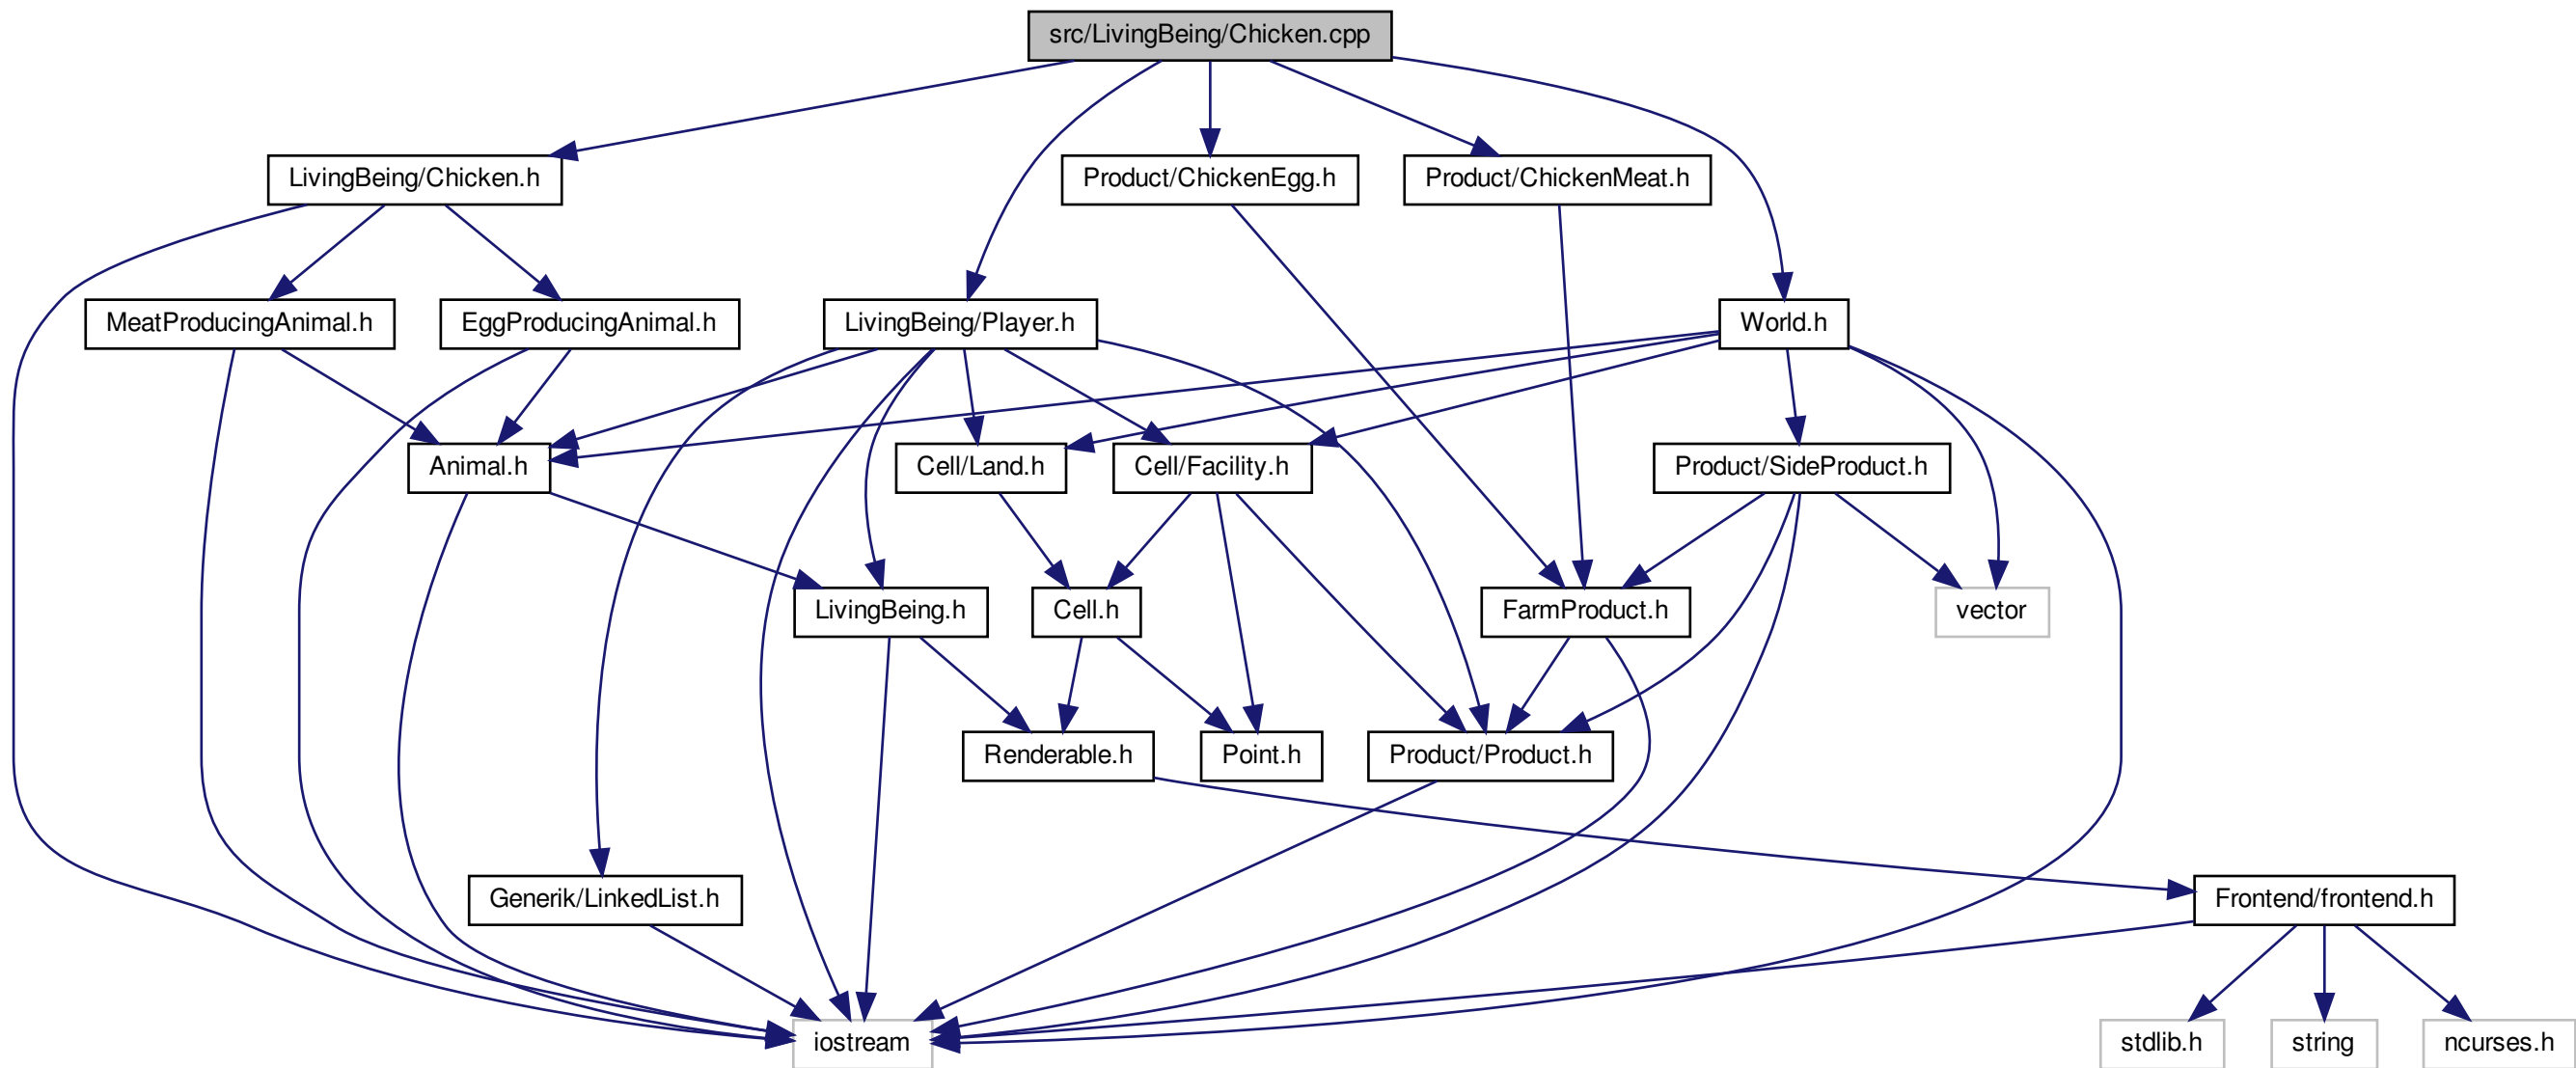 src/LivingBeing/Chicken.cpp
LivingBeing/Chicken.h
Product/ChickenEgg.h
Product/ChickenMeat.h
MeatProducingAnimal.h
EggProducingAnimal.h
LivingBeing/Player.h
World.h
Animal.h
Cell/Land.h
Cell/Facility.h
Product/SideProduct.h
LivingBeing.h
Cell.h
FarmProduct.h
vector
Renderable.h
Point.h
Product/Product.h
Generik/LinkedList.h
Frontend/frontend.h
iostream
stdlib.h
string
ncurses.h